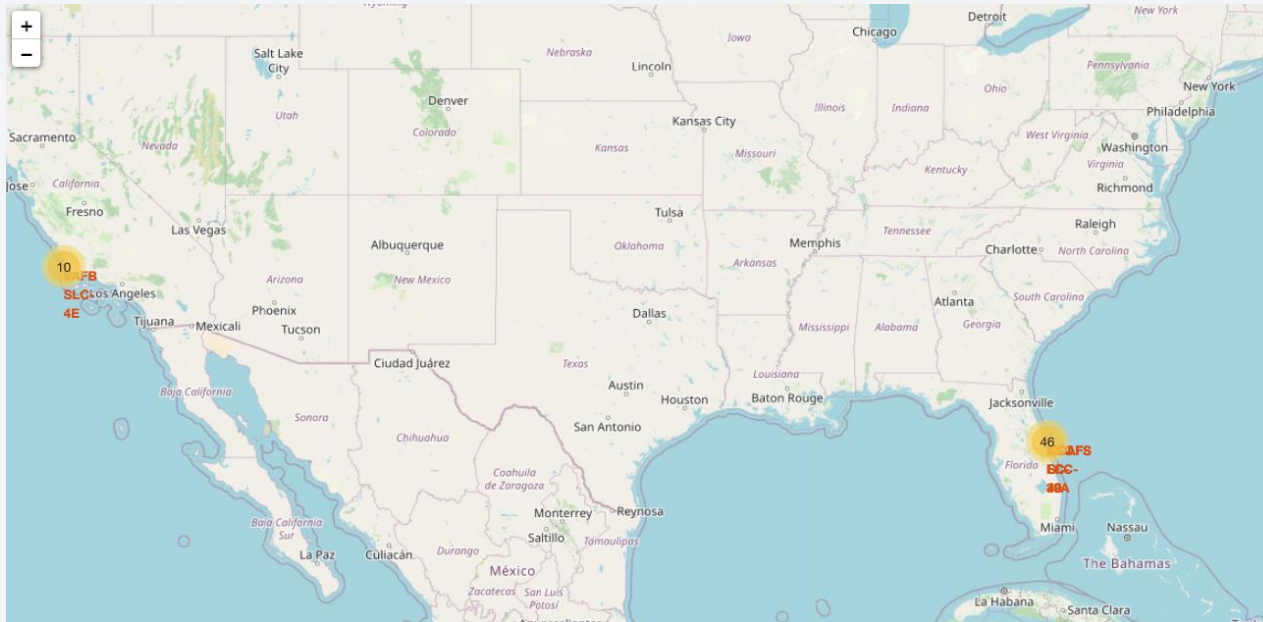 +
−
Wyoming
Detroit
New York
Chicago
Iowa
Salt Lake
City
Nebraska
Lincoln
Pennsylvania
New York
Denver
Utah
Illinois
Indiana
Ohio
Philadelphia
Sacramento
Nevada
Colorado
Kansas City
West Virginia
Washington
Kansas
Missouri
Virginia
Jose
California
Kentucky
Richmond
Fresno
Las Vegas
Tulsa
Raleigh
Tennessee
Albuquerque
Oklahoma
Memphis
Charlotte
North Carolina
10
Arkansas
Arizona
New Mexico
SLC-
Los Angeles
4E
Atlanta
South Carolina
Phoenix
Dallas
Tijuana
Mexicali
Tucson
Mississippi
Alabama
Georgia
Ciudad Juárez
Texas
Louisiana
Baja California
Austin
Houston
Baton Rouge
Jacksonville
Sonora
San Antonio
Chihuahua
46
Florida
Coahuila
de Zaragoza
Baja California
Sur
Monterrey
Reynosa
Miami
Nassau
Saltillo
Tamaulipas
La Paz
Culiacán
Durango
The Bahamas
México
Zacatecas
San Luis
Potosí
La Habana
Santa Clara